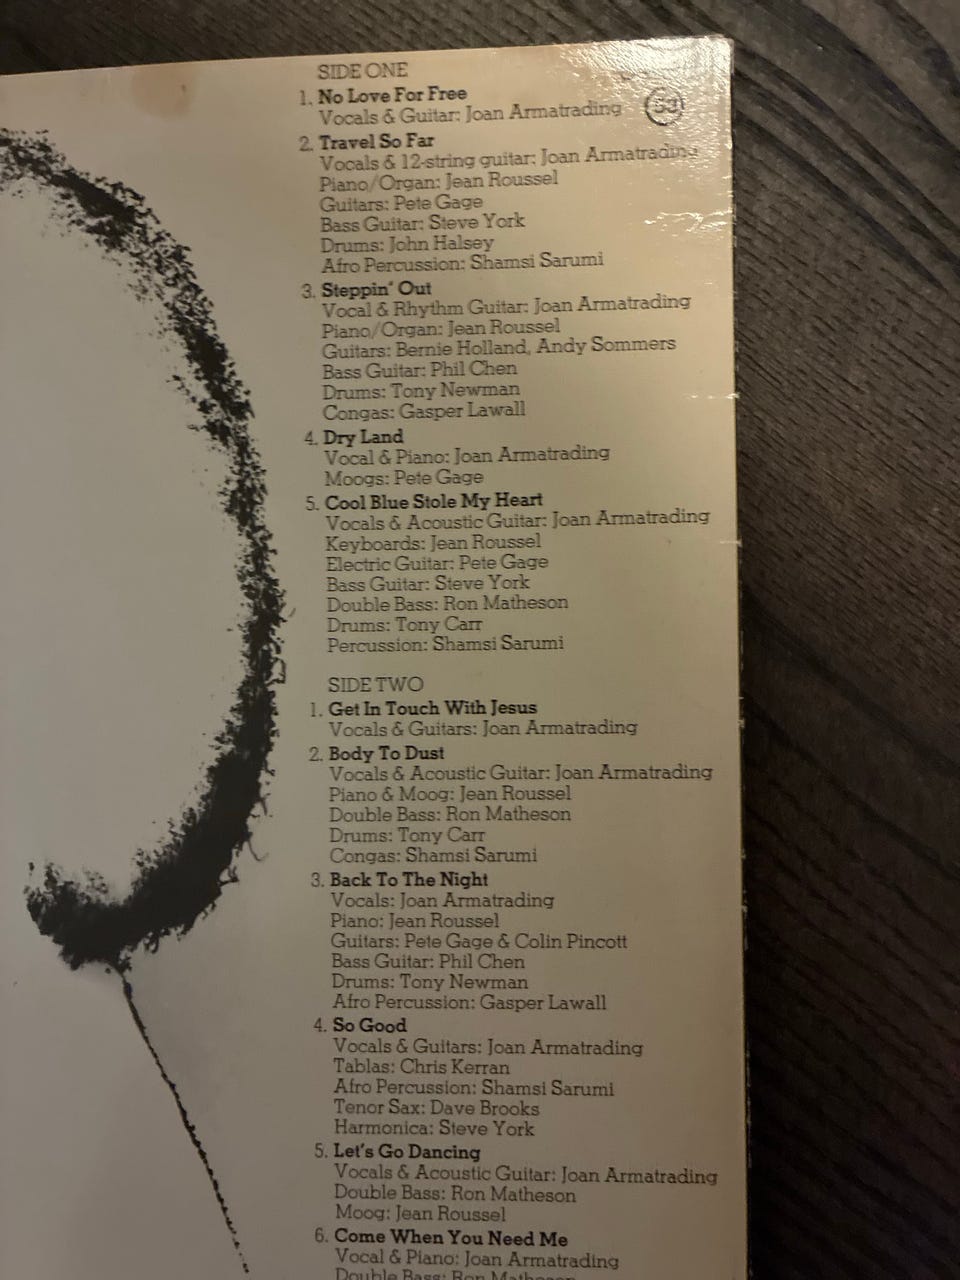 SIDE ONE
1. No Love For Free
Vocals & Guitar: Joan Armatrading
2. Travel So Far
Vocals & 12-string guitar: Joan Armatrading
Piano/Organ: Jean Roussel
Guitars: Pete Gage
Bass Guitar: Steve York
Drums: John Halsey
Afro Percussion: Shamsi Sarumi
3. Steppin' Out
Vocal & Rhythm Guitar: Joan Armatrading
Piano/Organ: Jean Roussel
Guitars: Bernie Holland, Andy Sommers
Bass Guitar: Phil Chen
Drums: Tony Newman
Congas: Gasper Lawall
4. Dry Land
Vocal & Piano: Joan Armatrading
Moogs: Pete Gage
5. Cool Blue Stole My Heart
Vocals & Acoustic Guitar: Joan Armatrading
Keyboards: Jean Roussel
Electric Guitar: Pete Gage
Bass Guitar: Steve York
Double Bass: Ron Matheson
Drums: Tony Carr
Percussion: Shamsi Sarumi
SIDE TWO
1. Get In Touch With Jesus
Vocals & Guitars: Joan Armatrading
2. Body To Dust
Vocals & Acoustic Guitar: Joan Armatrading
Piano & Moog: Jean Roussel
Double Bass: Ron Matheson
Drums: Tony Carr
Congas: Shamsi Sarumi
3. Back To The Night
Vocals: Joan Armatrading
Piano: Jean Roussel
Guitars: Pete Gage & Colin Pincott
Bass Guitar: Phil Chen
Drums: Tony Newman
Afro Percussion: Gasper Lawall
4. So Good
Vocals & Guitars: Joan Armatrading
Tablas: Chris Kerran
Afro Percussion: Shamsi Sarumi
Tenor Sax: Dave Brooks
Harmonica: Steve York
5. Let's Go Dancing
Vocals & Acoustic Guitar: Joan Armatrading
Double Bass: Ron Matheson
Moog: Jean Roussel
6. Come When You Need Me
Vocal & Piano: Joan Armatrading
Double Bass: Ron Matheson